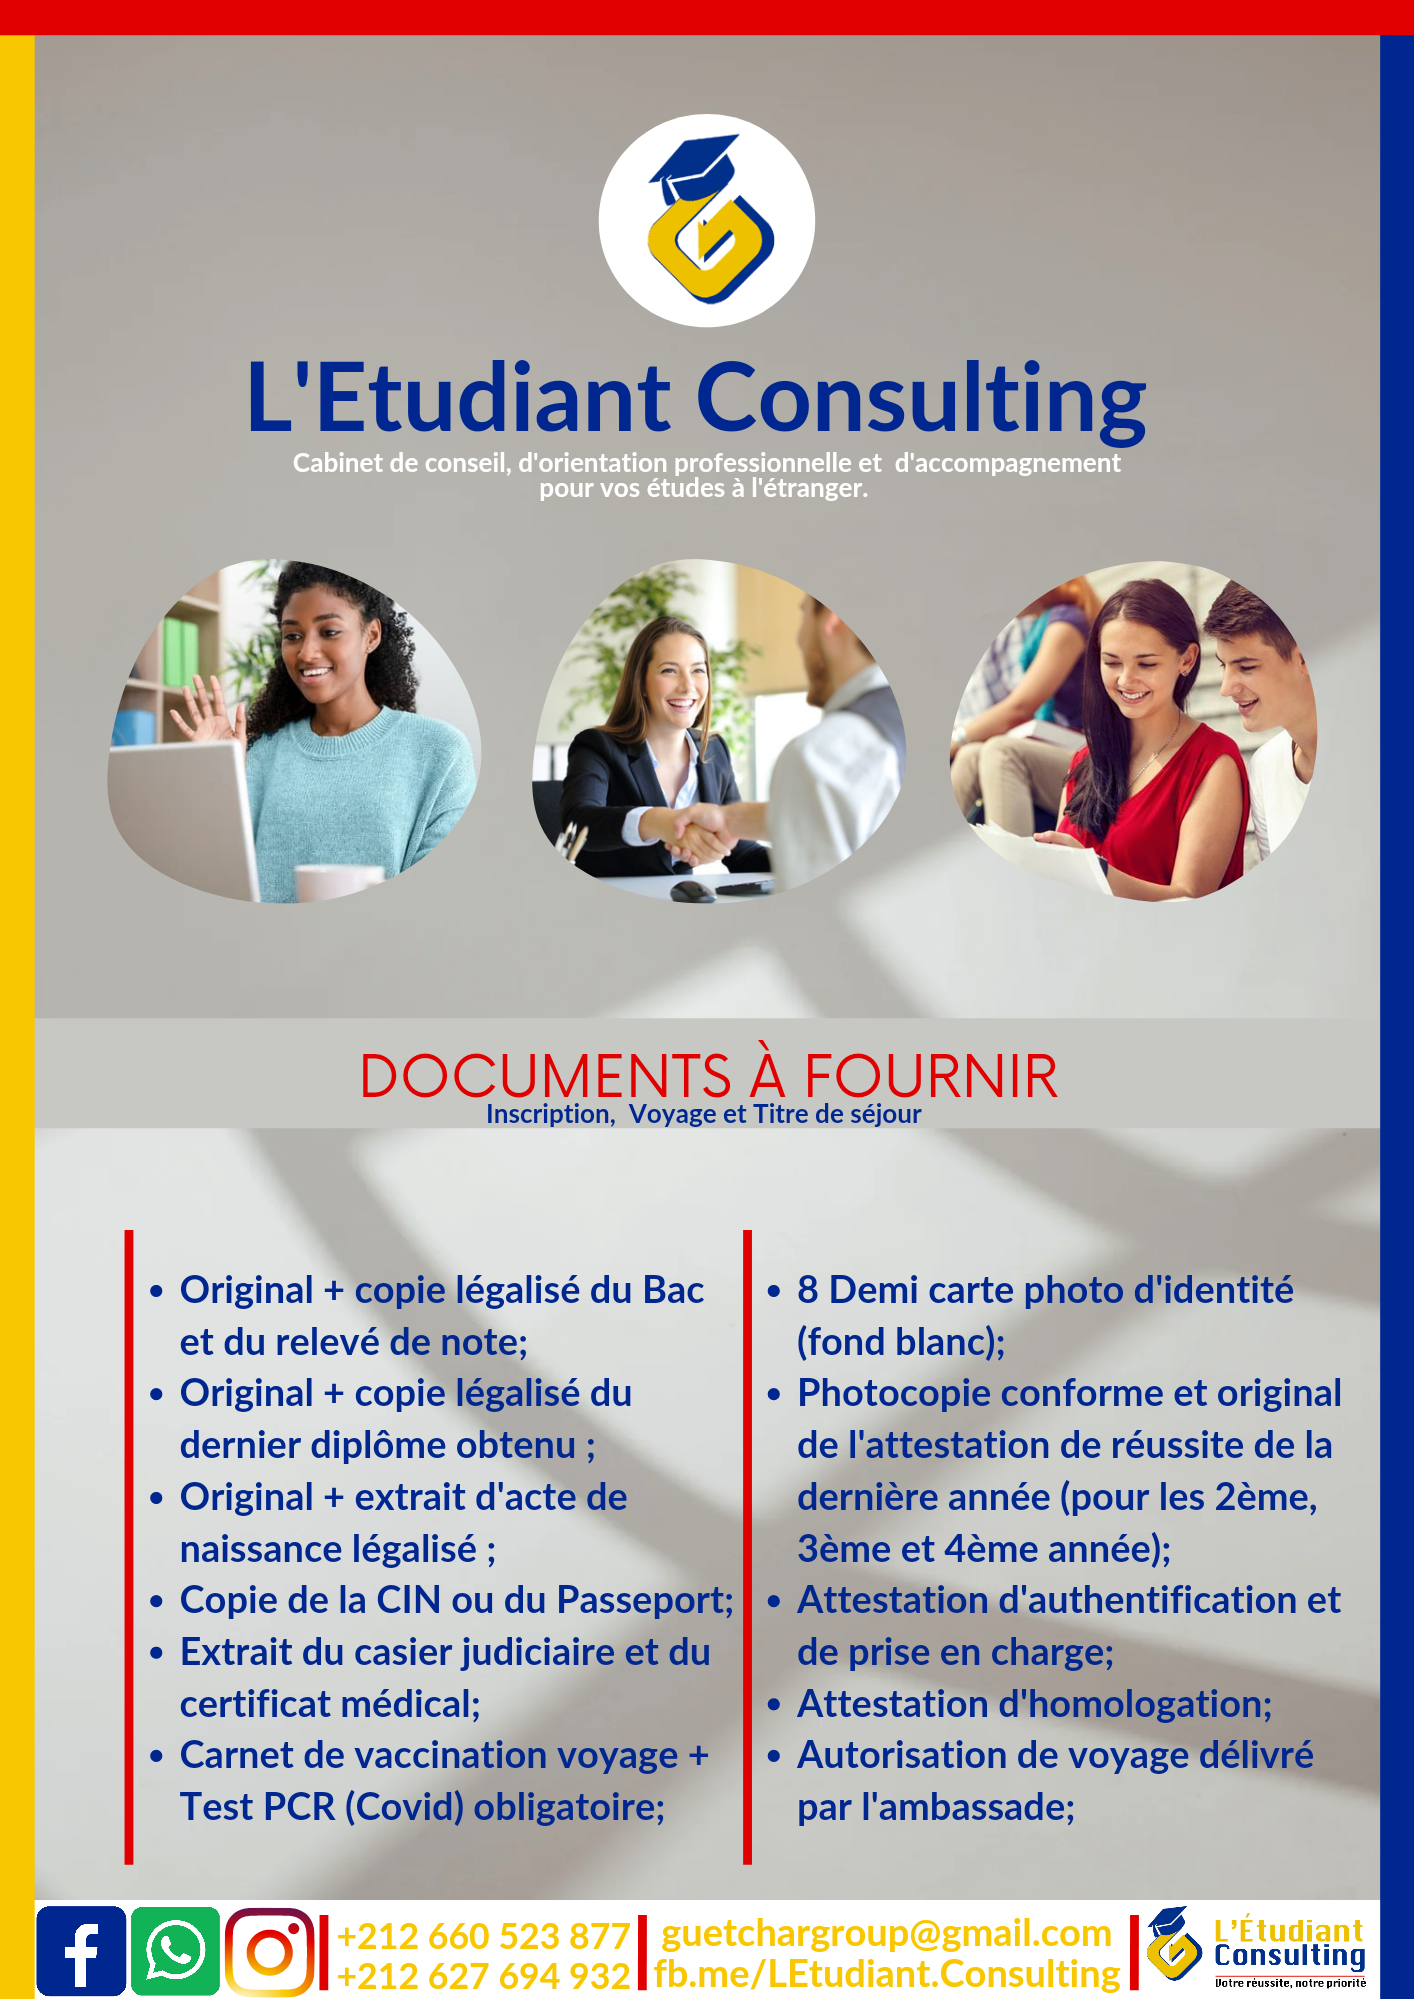 L'Etudiant Consulting
Cabinet de conseil, d'orientation professionnelle et d'accompagnement
pour vos études à l'étranger.
DOCUMENTS À FOURNIR
Inscription, Voyage et Titre de séjour
• Original + copie légalisé du Bac
et du relevé de note;
• Original + copie légalisé du
dernier diplôme obtenu ;
• Original + extrait d'acte de
naissance légalisé ;
• Copie de la CIN ou du Passeport;
• Extrait du casier judiciaire et du
certificat médical;
• Carnet de vaccination voyage +
Test PCR (Covid) obligatoire;
• 8 Demi carte photo d'identité
(fond blanc);
• Photocopie conforme et original
de l'attestation de réussite de la
dernière année (pour les 2ème,
3ème et 4ème année);
• Attestation d'authentification et
de prise en charge;
• Attestation d'homologation;
• Autorisation de voyage délivré
par l'ambassade;
+212 660 523 877
+212 627 694 932
guetchargroup@gmail.com
fb.me/LEtudiant.Consulting
L'Étudiant
Consulting
Votre réussite, notre priorité